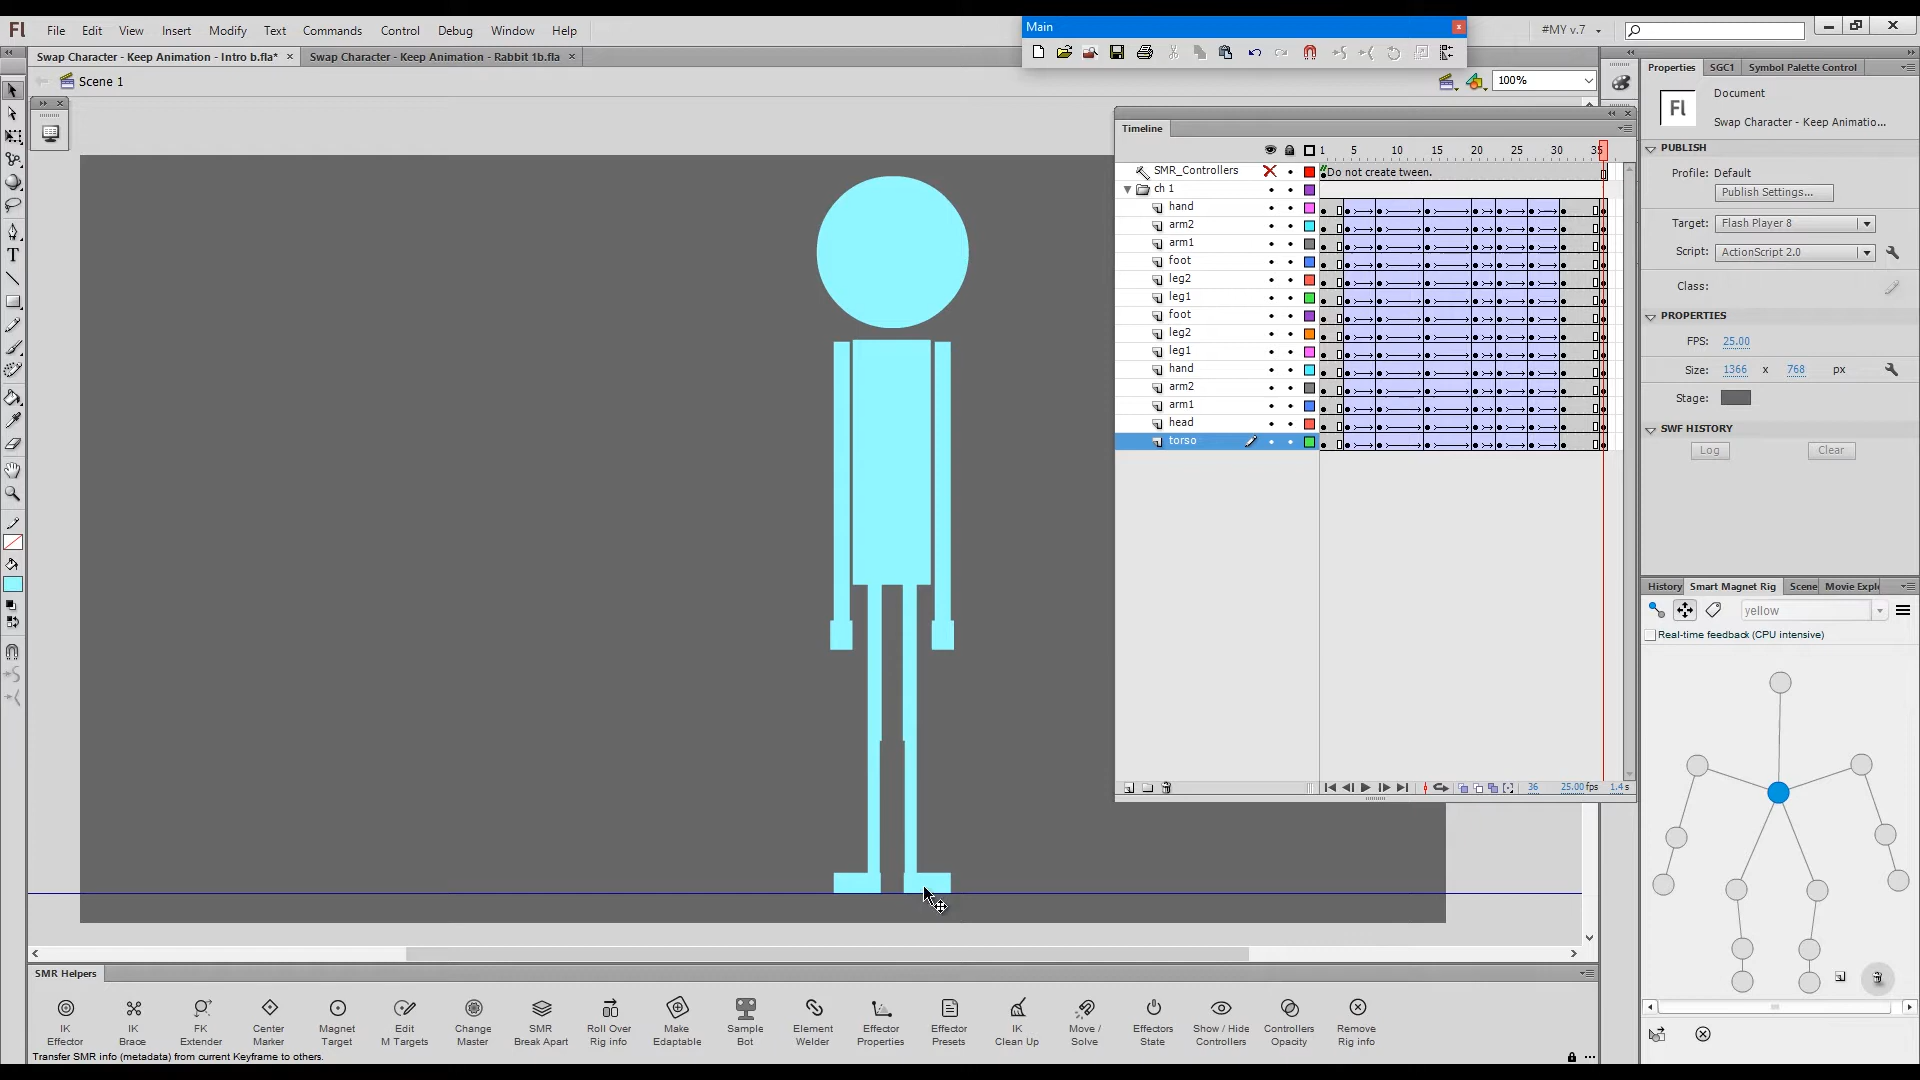 Fl File Edit View Insert Modify Text Commands Control Debug Window Help
Main
#MY v.7
Swap Character - Keep Animation - Intro b.fla* × Swap Character - Keep Animation - Rabbit 1b.fla ×
Scene 1
100%
Timeline
1 5 10 15 20 25 30 35
SMR_Controllers
Do not create tween.
ch 1
hand
arm2
arm1
foot
leg2
leg1
foot
leg2
leg1
hand
arm2
arm1
head
torso
36 25.00 fps 1.4 s
Properties SGC1 Symbol Palette Control
Fl
Document
Swap Character - Keep Animatio...
PUBLISH
Profile: Default
Publish Settings...
Target: Flash Player 8
Script: ActionScript 2.0
Class:
PROPERTIES
FPS: 25.00
Size: 1366 x 768 px
Stage:
SWF HISTORY
Log Clear
History Smart Magnet Rig Scene Movie Expl
yellow
Real-time feedback (CPU intensive)
SMR Helpers
IK Effector
IK Brace
FK Extender
Center Marker
Magnet Target
Edit M Targets
Change Master
SMR Break Apart
Roll Over Rig info
Make Adaptable
Sample Bot
Element Welder
Effector Properties
Effector Presets
IK Clean Up
Move / Solve
Effectors State
Show / Hide Controllers
Controllers Opacity
Remove Rig info
Transfer SMR info (metadata) from current Keyframe to others.